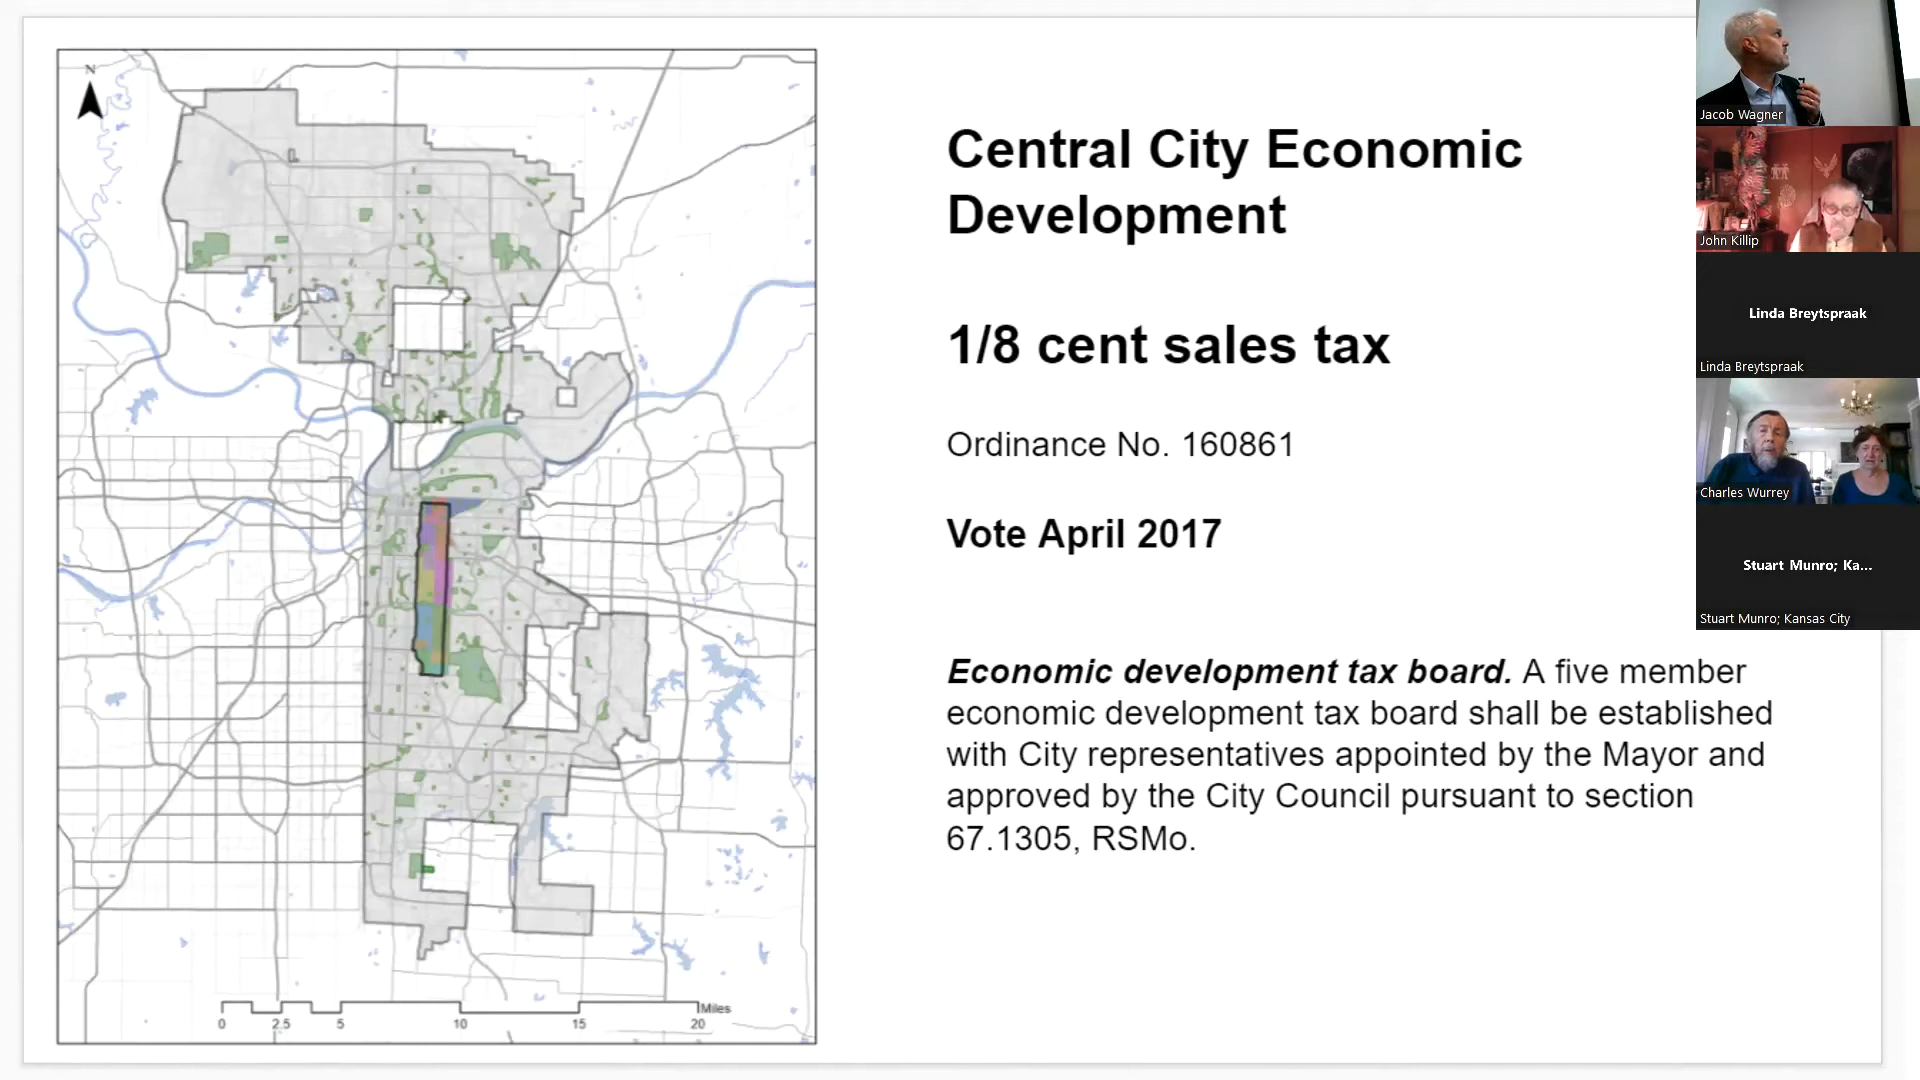 N
0 2.5 5 10 15 20
Miles
Central City Economic
Development
1/8 cent sales tax
Ordinance No. 160861
Vote April 2017
Economic development tax board. A five member
economic development tax board shall be established
with City representatives appointed by the Mayor and
approved by the City Council pursuant to section
67.1305, RSMo.
Jacob Wagner
John Killip
Linda Breytspraak
Linda Breytspraak
Charles Wurrey
Stuart Munro; Ka...
Stuart Munro; Kansas City